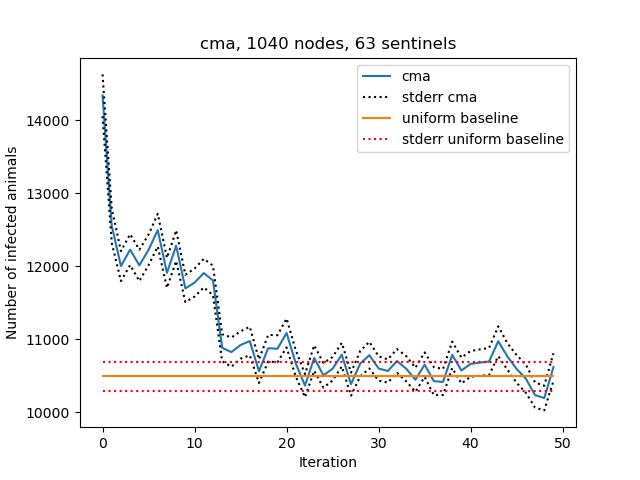 cma, 1040 nodes, 63 sentinels
cma
stderr cma
uniform baseline
stderr uniform baseline
Number of infected animals
14000
13000
12000
11000
10000
0 10 20 30 40 50
Iteration